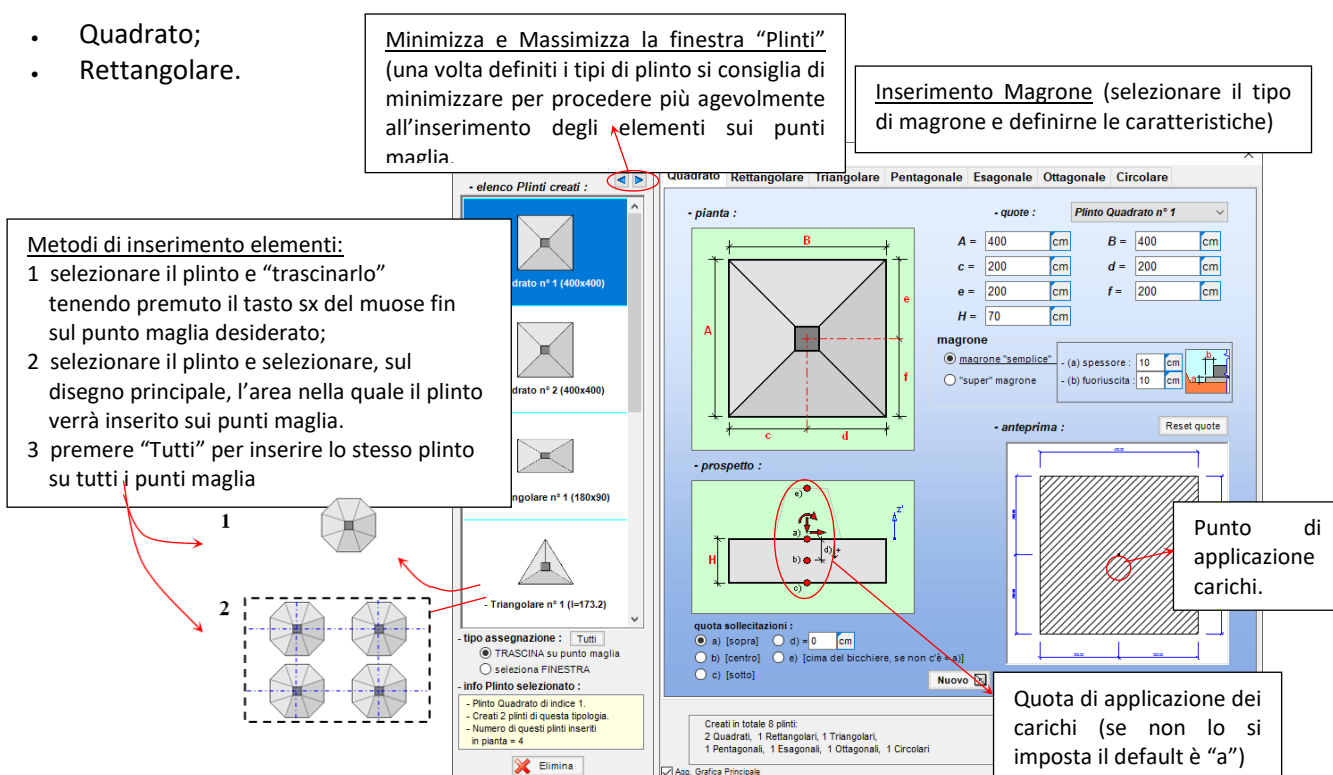 • Quadrato;
• Rettangolare.
Minimizza e Massimizza la finestra “Plinti”
(una volta definiti i tipi di plinto si consiglia di
minimizzare per procedere più agevolmente
all’inserimento degli elementi sui punti
maglia.
Inserimento Magrone (selezionare il tipo
di magrone e definirne le caratteristiche)
Metodi di inserimento elementi:
1 selezionare il plinto e “trascinarlo”
tenendo premuto il tasto sx del muose fin
sul punto maglia desiderato;
2 selezionare il plinto e selezionare, sul
disegno principale, l’area nella quale il plinto
verrà inserito sui punti maglia.
3 premere “Tutti” per inserire lo stesso plinto
su tutti i punti maglia
1
2
- elenco Plinti creati :
drato n° 1 (400x400)
drato n° 2 (400x400)
ngolare n° 1 (180x90)
- Triangolare n° 1 (l=173.2)
- tipo assegnazione : Tutti
TRASCINA su punto maglia
seleziona FINESTRA
- info Plinto selezionato :
- Plinto Quadrato di indice 1.
- Creati 2 plinti di questa tipologia.
- Numero di questi plinti inseriti
in pianta = 4
Elimina
Quadrato Rettangolare Triangolare Pentagonale Esagonale Ottagonale Circolare
- pianta :
B
A
e
f
c d
- quote : Plinto Quadrato n° 1
A = 400 cm B = 400 cm
c = 200 cm d = 200 cm
e = 200 cm f = 200 cm
H = 70 cm
magrone
magrone "semplice" - (a) spessore : 10 cm
"super" magrone - (b) fuoriuscita : 10 cm
b
a
- anteprima : Reset quote
- prospetto :
e)
z'
a)
d)
H
b)
c)
quota sollecitazioni :
a) [sopra] d) = 0 cm
b) [centro] e) [cima del bicchiere, se non c'è = a)]
c) [sotto]
Nuovo
Punto di
applicazione
carichi.
Quota di applicazione dei
carichi (se non lo si
imposta il default è “a”)
Creati in totale 8 plinti:
2 Quadrati, 1 Rettangolari, 1 Triangolari,
1 Pentagonali, 1 Esagonali, 1 Ottagonali, 1 Circolari
Agg. Grafica Principale